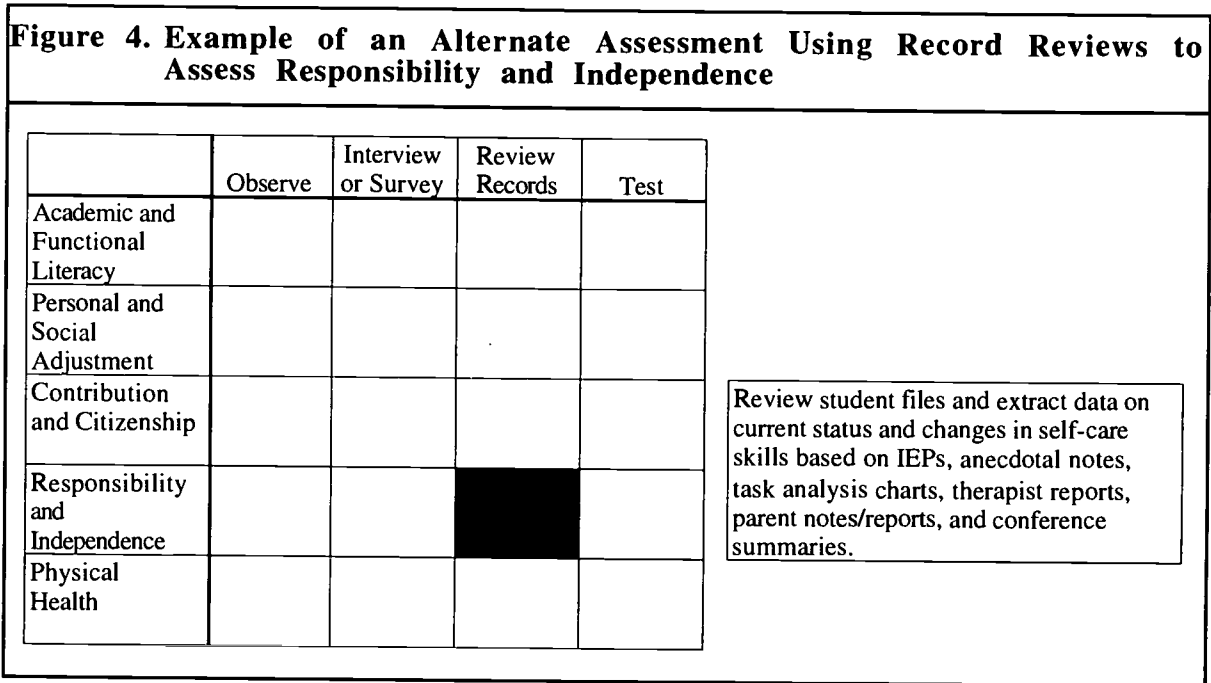 Figure 4. Example of an Alternate Assessment Using Record Reviews to
Assess Responsibility and Independence
Observe
Interview
or Survey
Review
Records
Test
Academic and
Functional
Literacy
Personal and
Social
Adjustment
Contribution
and Citizenship
Responsibility
and
Independence
Physical
Health
Review student files and extract data on
current status and changes in self-care
skills based on IEPs, anecdotal notes,
task analysis charts, therapist reports,
parent notes/reports, and conference
summaries.